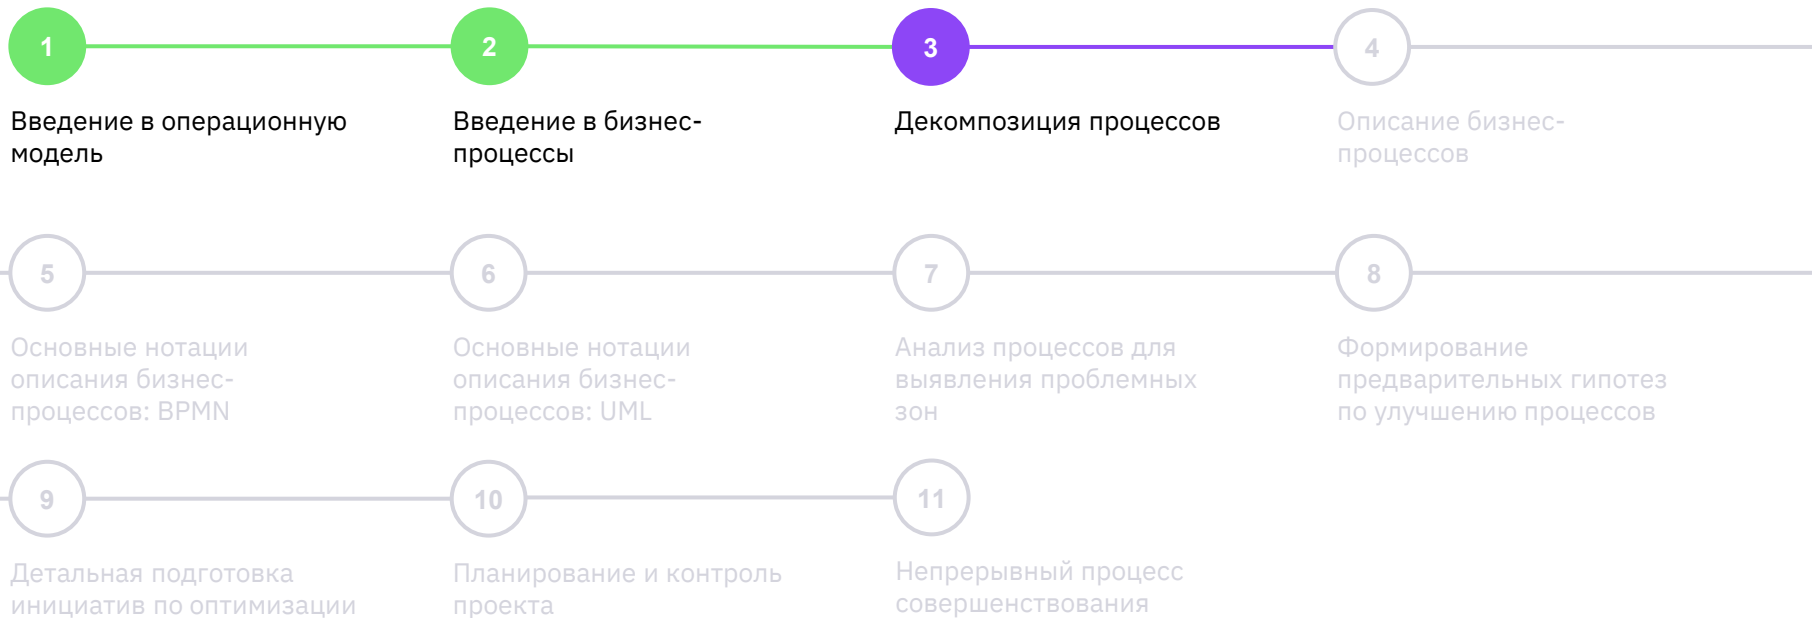 1
2
3
4
Введение в операционную
модель
Введение в бизнес-
процессы
Декомпозиция процессов
Описание бизнес-
процессов
5
6
7
8
Основные нотации
описания бизнес-
процессов: BPMN
Основные нотации
описания бизнес-
процессов: UML
Анализ процессов для
выявления проблемных
зон
Формирование
предварительных гипотез
по улучшению процессов
9
10
11
Детальная подготовка
инициатив по оптимизации
Планирование и контроль
проекта
Непрерывный процесс
совершенствования